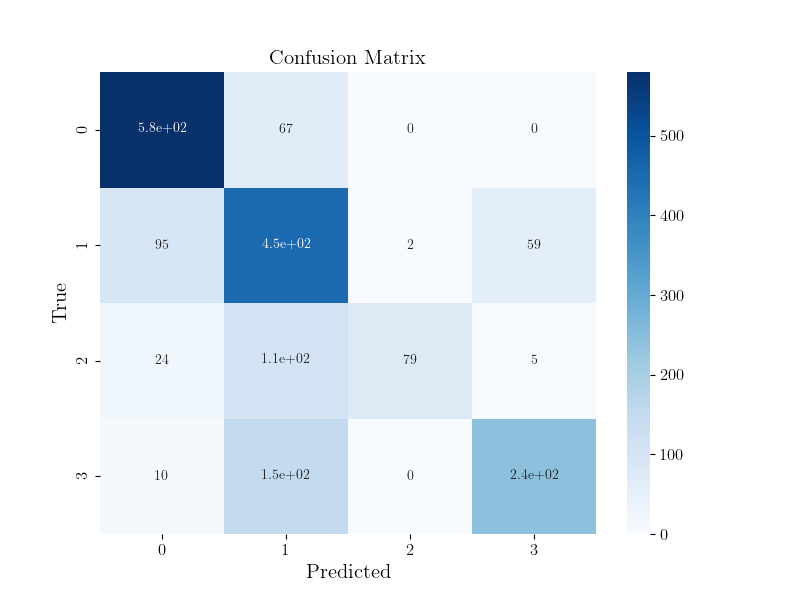 Confusion Matrix
0 5.8e+02 67 0 0
1 95 4.5e+02 2 59
2 24 1.1e+02 79 5
3 10 1.5e+02 0 2.4e+02
0 1 2 3
Predicted
True
500
400
300
200
100
0